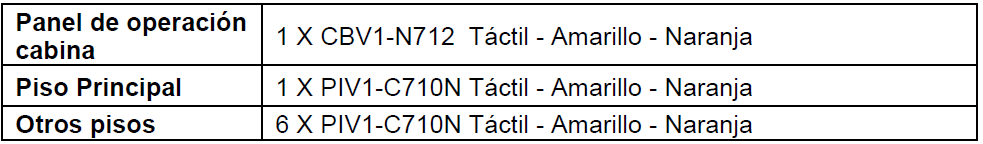 Panel de operación
cabina
1 X CBV1-N712 Táctil - Amarillo - Naranja
Piso Principal
1 X PIV1-C710N Táctil - Amarillo - Naranja
Otros pisos
6 X PIV1-C710N Táctil - Amarillo - Naranja